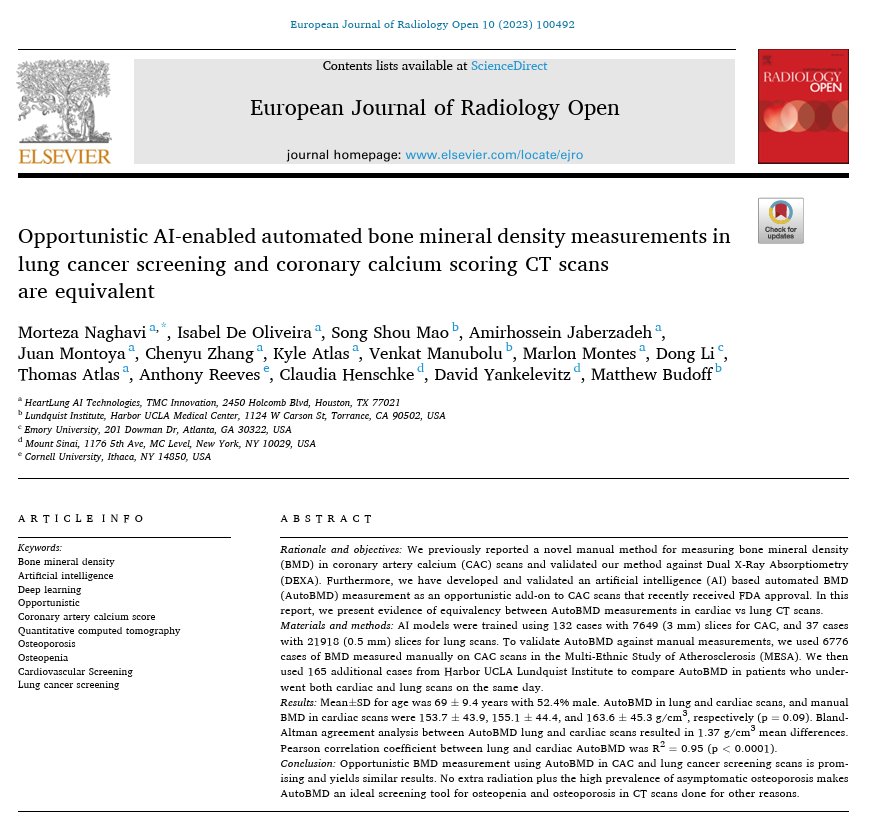 European Journal of Radiology Open 10 (2023) 100492
Contents lists available at ScienceDirect
European Journal of Radiology Open
journal homepage: www.elsevier.com/locate/ejro
ELSEVIER
RADIOLOGY
OPEN
Check for
updates
Opportunistic AI-enabled automated bone mineral density measurements in
lung cancer screening and coronary calcium scoring CT scans
are equivalent
Morteza Naghavi a,*, Isabel De Oliveira a, Song Shou Mao b, Amirhossein Jaberzadeh a,
Juan Montoya a, Chenyu Zhang a, Kyle Atlas a, Venkat Manubolu b, Marlon Montes a, Dong Li c,
Thomas Atlas a, Anthony Reeves e, Claudia Henschke d, David Yankelevitz d, Matthew Budoff b
a HeartLung AI Technologies, TMC Innovation, 2450 Holcomb Blvd, Houston, TX 77021
b Lundquist Institute, Harbor UCLA Medical Center, 1124 W Carson St, Torrance, CA 90502, USA
c Emory University, 201 Dowman Dr, Atlanta, GA 30322, USA
d Mount Sinai, 1176 5th Ave, MC Level, New York, NY 10029, USA
e Cornell University, Ithaca, NY 14850, USA
ARTICLE INFO
Keywords:
Bone mineral density
Artificial intelligence
Deep learning
Opportunistic
Coronary artery calcium score
Quantitative computed tomography
Osteoporosis
Osteopenia
Cardiovascular Screening
Lung cancer screening
ABSTRACT
Rationale and objectives: We previously reported a novel manual method for measuring bone mineral density
(BMD) in coronary artery calcium (CAC) scans and validated our method against Dual X-Ray Absorptiometry
(DEXA). Furthermore, we have developed and validated an artificial intelligence (AI) based automated BMD
(AutoBMD) measurement as an opportunistic add-on to CAC scans that recently received FDA approval. In this
report, we present evidence of equivalency between AutoBMD measurements in cardiac vs lung CT scans.
Materials and methods: AI models were trained using 132 cases with 7649 (3 mm) slices for CAC, and 37 cases
with 21918 (0.5 mm) slices for lung scans. To validate AutoBMD against manual measurements, we used 6776
cases of BMD measured manually on CAC scans in the Multi-Ethnic Study of Atherosclerosis (MESA). We then
used 165 additional cases from Harbor UCLA Lundquist Institute to compare AutoBMD in patients who under-
went both cardiac and lung scans on the same day.
Results: Mean±SD for age was 69 ± 9.4 years with 52.4% male. AutoBMD in lung and cardiac scans, and manual
BMD in cardiac scans were 153.7 ± 43.9, 155.1 ± 44.4, and 163.6 ± 45.3 g/cm³, respectively (p = 0.09). Bland-
Altman agreement analysis between AutoBMD lung and cardiac scans resulted in 1.37 g/cm³ mean differences.
Pearson correlation coefficient between lung and cardiac AutoBMD was R² = 0.95 (p < 0.0001).
Conclusion: Opportunistic BMD measurement using AutoBMD in CAC and lung cancer screening scans is prom-
ising and yields similar results. No extra radiation plus the high prevalence of asymptomatic osteoporosis makes
AutoBMD an ideal screening tool for osteopenia and osteoporosis in CT scans done for other reasons.